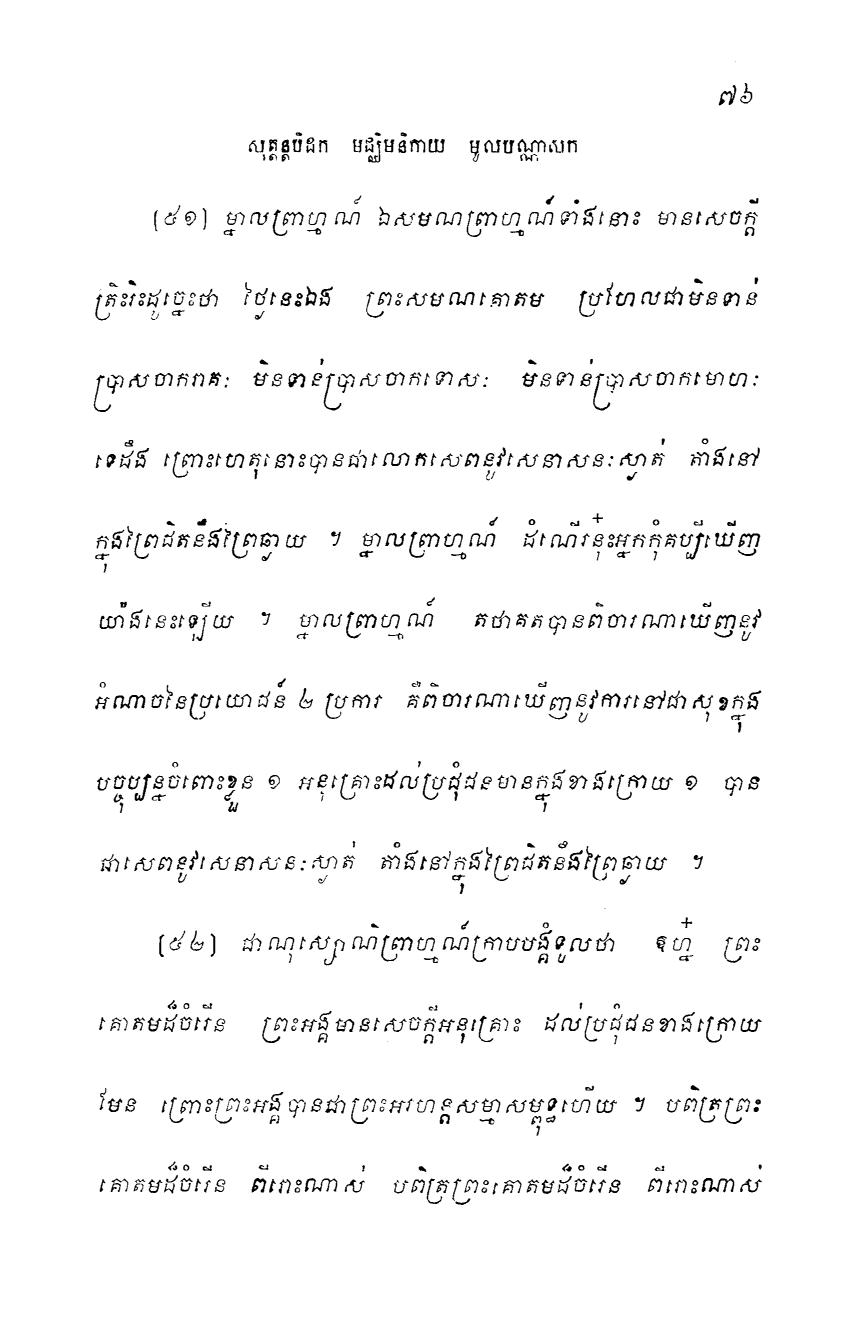 ៧៦
សុត្តន្តបិដក មជ្ឈិមនិកាយ មូលបណ្ណាសក
[៥១] ម្នាលព្រាហ្មណ៍ ឯសមណព្រាហ្មណ៍ទាំងនោះ មានសេចក្តី
ត្រិះរិះដូច្នេះថា ថ្ងៃនេះឯង ព្រះសមណគោតម ប្រហែលជាមិនទាន់
ប្រាសចាករាគៈ មិនទាន់ប្រាសចាកទោសៈ មិនទាន់ប្រាសចាកមោហៈ
ទេដឹង ព្រោះហេតុនោះបានជាលោកសេពនូវសេនាសនៈស្ងាត់ តាំងនៅ
ក្នុងព្រៃជិតនឹងព្រៃឆ្ងាយ ។ ម្នាលព្រាហ្មណ៍ ដំណើរនុ៎ះអ្នកកុំគប្បីឃើញ
យ៉ាងនេះឡើយ ។ ម្នាលព្រាហ្មណ៍ តថាគតបានពិចារណាឃើញនូវ
អំណាចនៃប្រយោជន៍ ២ ប្រការ គឺពិចារណាឃើញនូវការនៅជាសុខក្នុង
បច្ចុប្បន្នចំពោះខ្លួន ១ អនុគ្រោះដល់ប្រជុំជនមានក្នុងខាងក្រោយ ១ បាន
ជាសេពនូវសេនាសនៈស្ងាត់ តាំងនៅក្នុងព្រៃជិតនឹងព្រៃឆ្ងាយ ។
[៥២] ជាណុស្សោណិព្រាហ្មណ៍ក្រាបបង្គំទូលថា ឱហ្ន៎ ព្រះ
គោតមដ៏ចំរើន ព្រះអង្គមានសេចក្តីអនុគ្រោះ ដល់ប្រជុំជនខាងក្រោយ
មែន ព្រោះព្រះអង្គបានជាព្រះអរហន្តសម្មាសម្ពុទ្ធហើយ ។ បពិត្រព្រះ
គោតមដ៏ចំរើន ពីរោះណាស់ បពិត្រព្រះគោតមដ៏ចំរើន ពីរោះណាស់